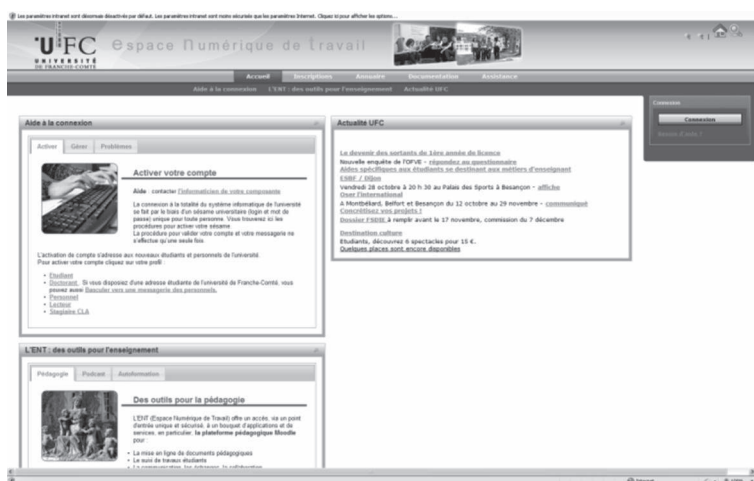 Les paramètres intranet sont désormais désactivés par défaut. Les paramètres intranet sont moins sécurisés que les paramètres Internet. Cliquez ici pour afficher les options...
UFC
UNIVERSITÉ
DE FRANCHE-COMTÉ
espace numérique de travail
Accueil Inscriptions Annuaire Documentation Assistance
Aide à la connexion L'ENT : des outils pour l'enseignement Actualité UFC
Connexion
Connexion
Aide à la connexion
Activer Gérer Problèmes
Activer votre compte
Aide : contacter l'informaticien de votre composante
La connexion à la totalité du système informatique de l'université
se fait par le biais d'un sésame universitaire (login et mot de
passe) unique pour toute personne. Vous trouverez ici les
procédures pour activer votre sésame.
La procédure pour valider votre compte et votre messagerie ne
s'effectue qu'une seule fois.
L'activation de compte s'adresse aux nouveaux étudiants et personnels de l'université.
Pour activer votre compte cliquez sur votre profil :
• Etudiant
• Doctorant. Si vous disposiez d'une adresse étudiante de l'université de Franche-Comté, vous
pouvez aussi Basculer vers une messagerie des personnels.
• Personnel
• Lecteur
• Stagiaire CLA
Actualité UFC
Le devenir des sortants de 1ère année de licence
Nouvelle enquête de l'OFVE - répondez au questionnaire
Aides spécifiques aux étudiants se destinant aux métiers d'enseignant
ESBF / Dijon
Vendredi 28 octobre à 20 h 30 au Palais des Sports à Besançon - affiche
Osez l'international
A Montbéliard, Belfort et Besançon du 12 octobre au 29 novembre - communiqué
Concrétisez vos projets !
Dossier FSDIE à remplir avant le 17 novembre, commission du 7 décembre
Destination culture
Etudiants, découvrez 6 spectacles pour 15 €.
Quelques places sont encore disponibles
L'ENT : des outils pour l'enseignement
Pédagogie Podcast Autoformation
Des outils pour la pédagogie
L'ENT (Espace Numérique de Travail) offre un accès, via un point
d'entrée unique et sécurisé, à un bouquet d'applications et de
services, en particulier, la plateforme pédagogique Moodle
pour :
• La mise en ligne de documents pédagogiques
• Le suivi de travaux étudiants